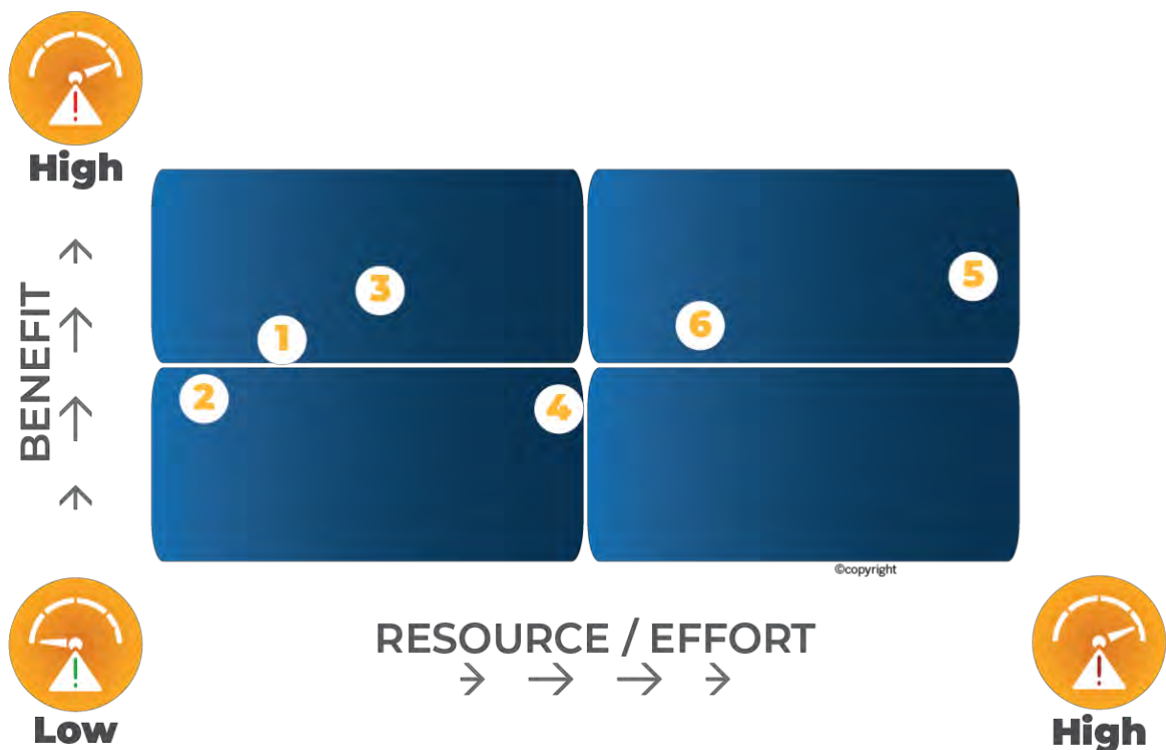 High
BENEFIT
3
5
6
1
2
4
©copyright
RESOURCE / EFFORT
Low
High